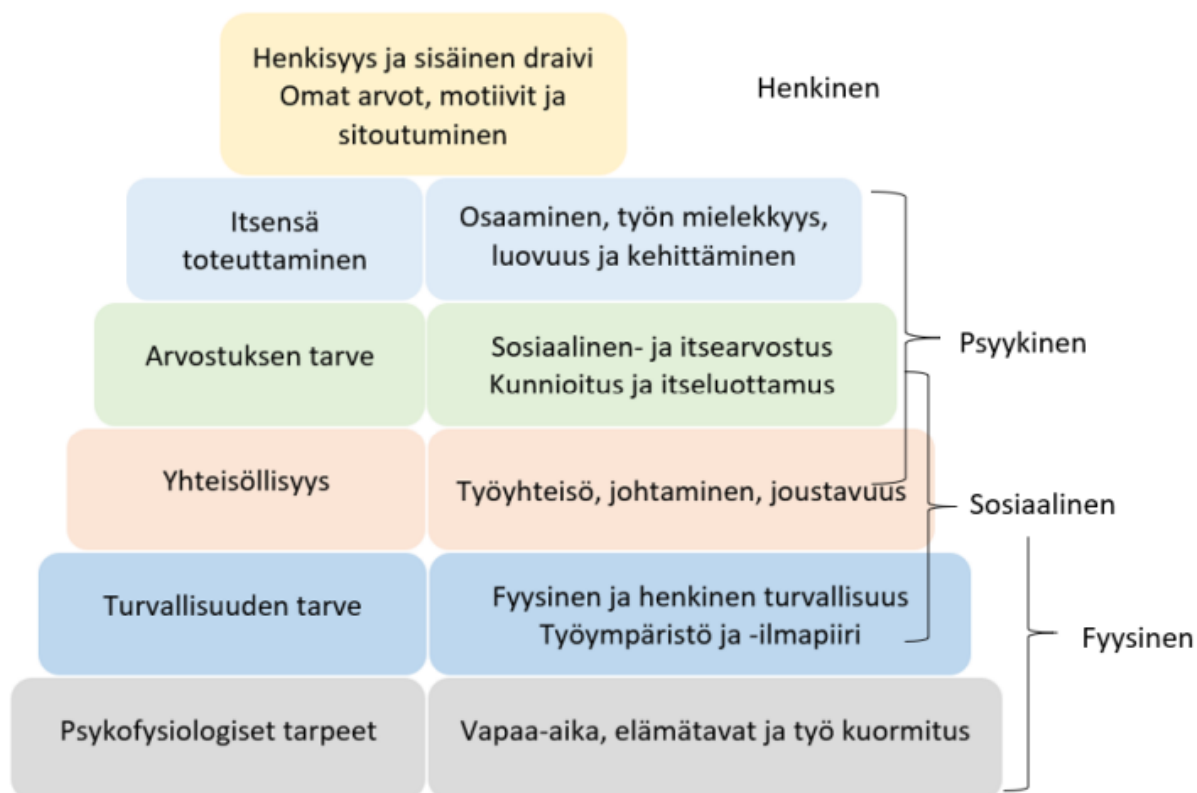 Henkisyys ja sisäinen draivi
Omat arvot, motiivit ja
sitoutuminen
Henkinen
Itsensä
toteuttaminen
Osaaminen, työn mielekkyys,
luovuus ja kehittäminen
Psyykinen
Arvostuksen tarve
Sosiaalinen- ja itsearvostus
Kunnioitus ja itseluottamus
Yhteisöllisyys
Työyhteisö, johtaminen, joustavuus
Sosiaalinen
Turvallisuuden tarve
Fyysinen ja henkinen turvallisuus
Työympäristö ja -ilmapiiri
Fyysinen
Psykofysiologiset tarpeet
Vapaa-aika, elämätavat ja työ kuormitus